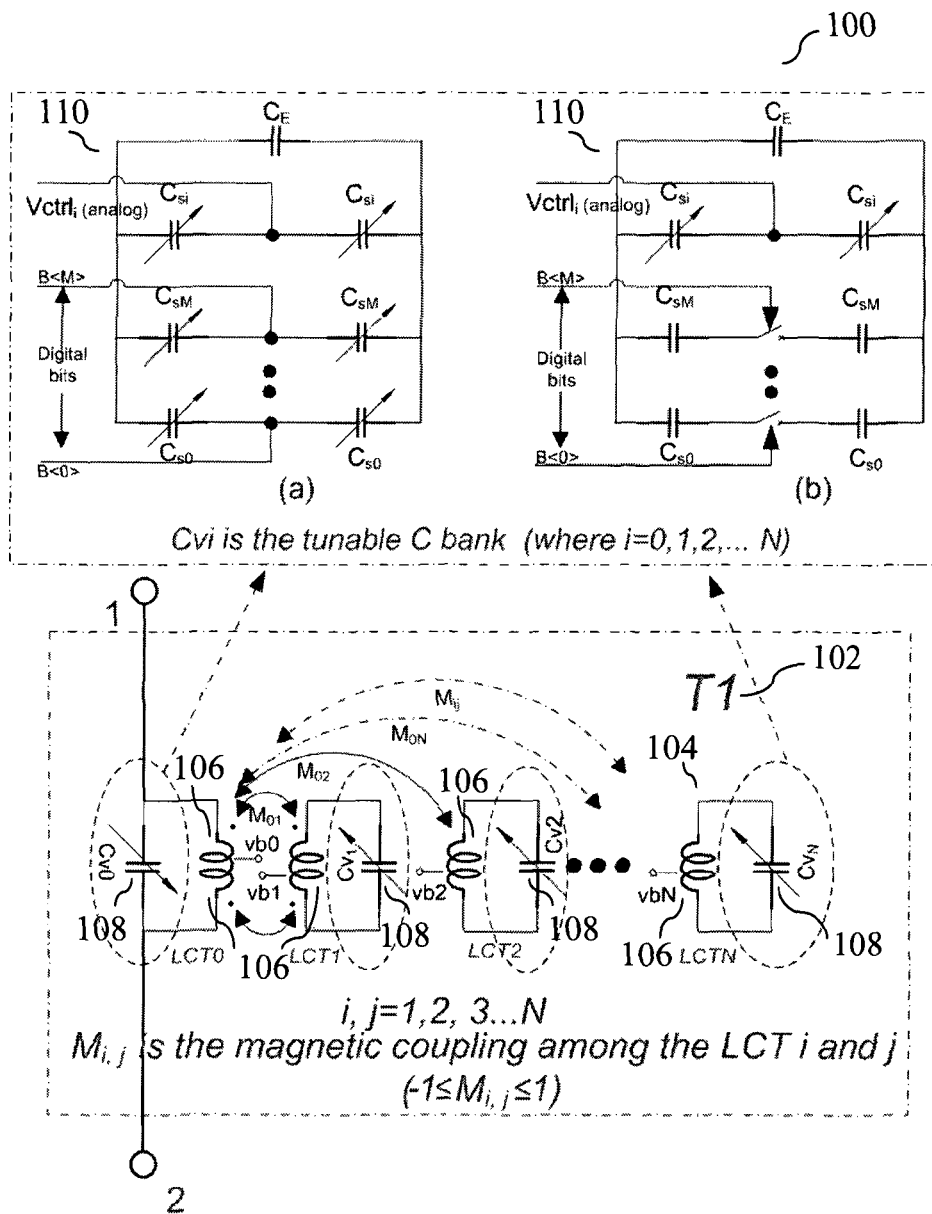 100
110
C_E
Vctrl_i (analog)
C_si
C_si
B<M>
C_sM
C_sM
Digital
bits
C_s0
C_s0
B<0>
(a)
110
C_E
Vctrl_i (analog)
C_si
C_si
B<M>
C_sM
C_sM
Digital
bits
C_s0
C_s0
B<0>
(b)
Cvi is the tunable C bank (where i=0,1,2,... N)
1
T1
102
M_ij
M_0N
M_02
M_01
106
106
104
Cv0
vb0
vb1
Cv_1
vb2
Cv2
vbN
Cv_N
108
108
108
108
LCT0
106
LCT1
LCT2
106
LCTN
i, j=1,2, 3...N
M_i, j is the magnetic coupling among the LCT i and j
(-1≤M_i, j≤1)
2